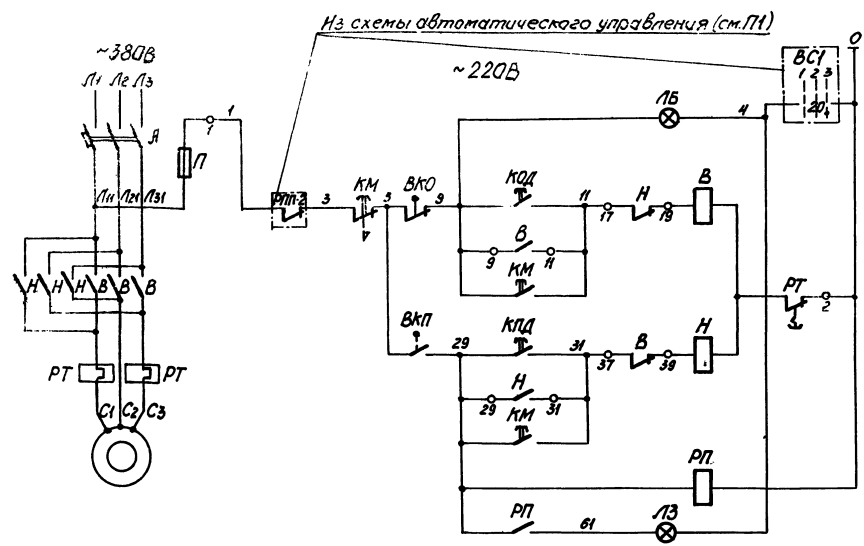 Из схемы автоматического управления (см.П1)
~380В
~220В
О
Л1 Л2 Л3
ВС1
1 2 3
20
А
П
1
1
ЛБ
4
Л11 Л21 Л31
РПП-3
3
КМ
5
ВКО
9
КОД
11
17
Н
19
В
9
В
11
КМ
Н Н Н В В В
РТ
2
ВКП
29
КПД
31
37
В
39
Н
29
Н
31
КМ
РТ РТ
С1 С2 С3
РП
РП
61
ЛЗ